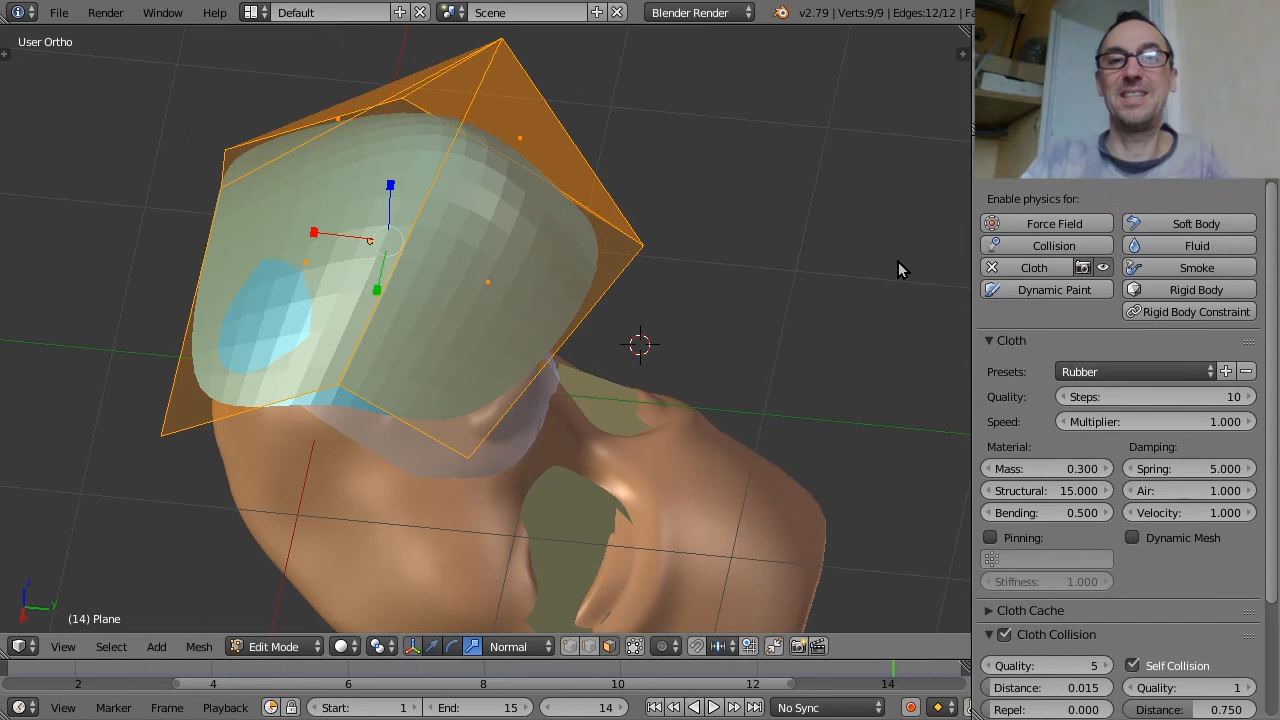 File Render Window Help Default Scene Blender Render v2.79 | Verts:9/9 | Edges:12/12 |
User Ortho
Enable physics for:
Force Field Soft Body
Collision Fluid
Cloth Smoke
Dynamic Paint Rigid Body
Rigid Body Constraint
Cloth
Presets: Rubber
Quality: Steps: 10
Speed: Multiplier: 1.000
Material: Damping:
Mass: 0.300 Spring: 5.000
Structural: 15.000 Air: 1.000
Bending: 0.500 Velocity: 1.000
Pinning: Dynamic Mesh
Stiffness: 1.000
z
y
Cloth Cache
(14) Plane
Cloth Collision
View Select Add Mesh Edit Mode Normal
Quality: 5 Self Collision
2 4 6 8 10 12 14
Distance: 0.015 Quality: 1
View Marker Frame Playback Start: 1 End: 15 14 No Sync
Repel: 0.000 Distance: 0.750